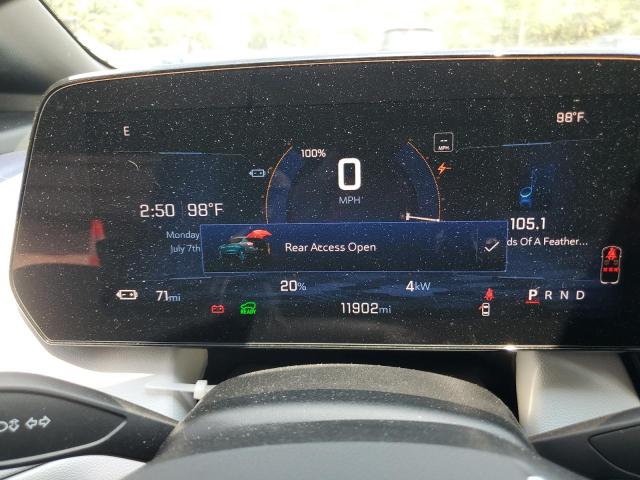 98°F
E
100%
--
MPH
0
MPH
2:50 98°F
105.1
Monday
July 7th
Rear Access Open
ds Of A Feather...
71mi
20%
4kW
P R N D
READY
11902mi